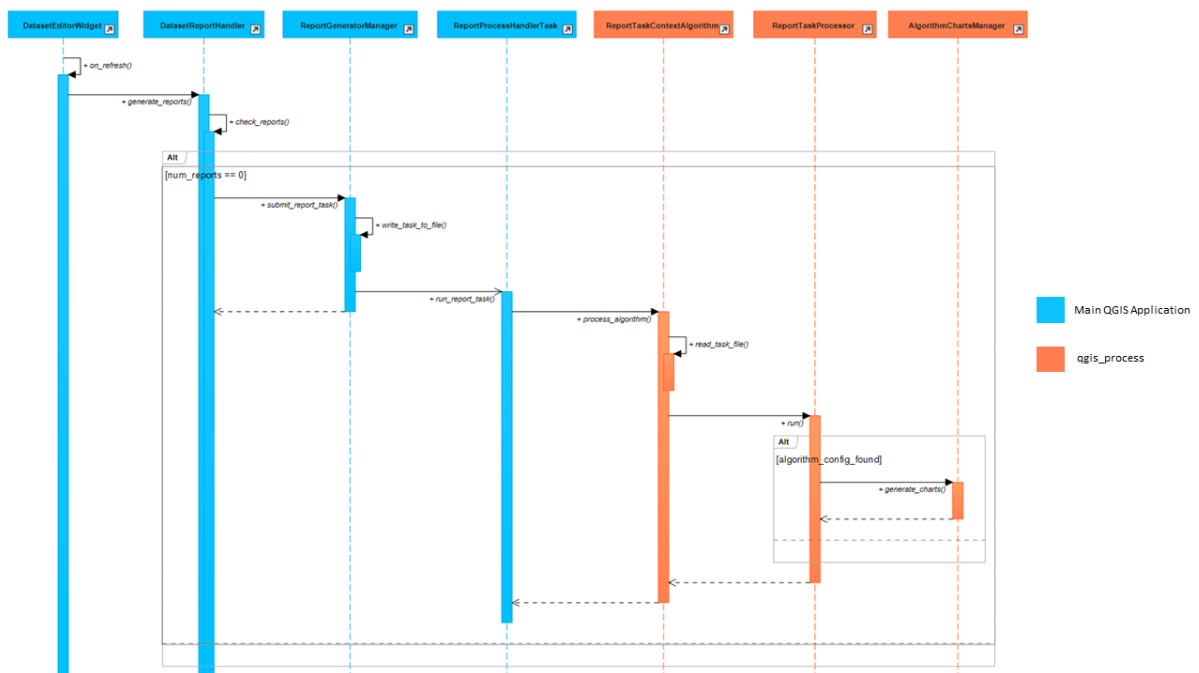 DatasetEditorWidget
DatasetReportHandler
ReportGeneratorManager
ReportProcessHandlerTask
ReportTaskContextAlgorithm
ReportTaskProcessor
AlgorithmChartsManager
+ on_refresh()
+ generate_reports()
+ check_reports()
Alt
[num_reports == 0]
+ submit_report_task()
+ write_task_to_file()
+ run_report_task()
+ process_algorithm()
+ read_task_file()
+ run()
Alt
[algorithm_config_found]
+ generate_charts()
Main QGIS Application
qgis_process